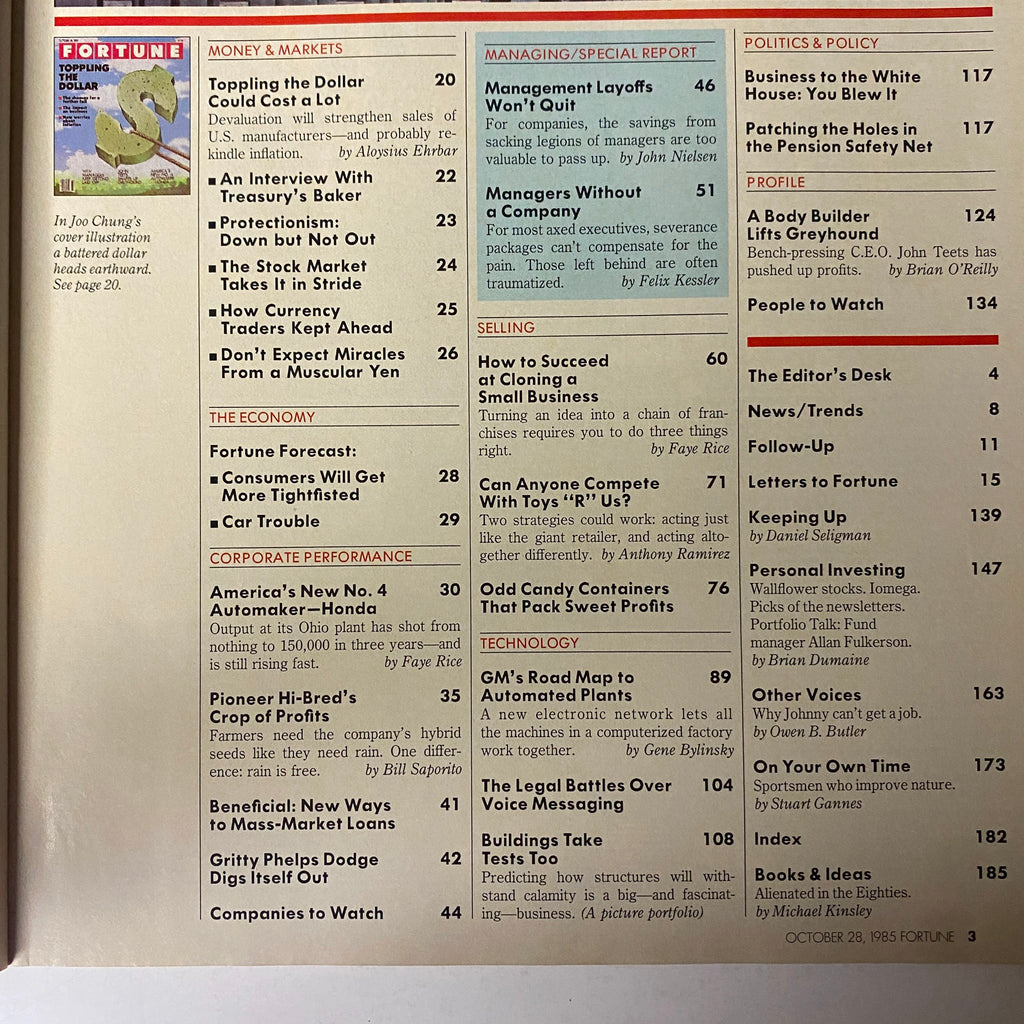 FORTUNE
TOPPLING
THE
DOLLAR
In Joo Chung's
cover illustration
a battered dollar
heads earthward.
See page 20.
MONEY & MARKETS
Toppling the Dollar 20
Could Cost a Lot
Devaluation will strengthen sales of
U.S. manufacturers—and probably re-
kindle inflation. by Aloysius Ehrbar
■ An Interview With 22
Treasury's Baker
■ Protectionism: 23
Down but Not Out
■ The Stock Market 24
Takes It in Stride
■ How Currency 25
Traders Kept Ahead
■ Don't Expect Miracles 26
From a Muscular Yen
THE ECONOMY
Fortune Forecast:
■ Consumers Will Get 28
More Tightfisted
■ Car Trouble 29
CORPORATE PERFORMANCE
America's New No. 4 30
Automaker—Honda
Output at its Ohio plant has shot from
nothing to 150,000 in three years—and
is still rising fast. by Faye Rice
Pioneer Hi-Bred's 35
Crop of Profits
Farmers need the company's hybrid
seeds like they need rain. One differ-
ence: rain is free. by Bill Saporito
Beneficial: New Ways 41
to Mass-Market Loans
Gritty Phelps Dodge 42
Digs Itself Out
Companies to Watch 44
MANAGING/SPECIAL REPORT
Management Layoffs 46
Won't Quit
For companies, the savings from
sacking legions of managers are too
valuable to pass up. by John Nielsen
Managers Without 51
a Company
For most axed executives, severance
packages can't compensate for the
pain. Those left behind are often
traumatized. by Felix Kessler
SELLING
How to Succeed 60
at Cloning a
Small Business
Turning an idea into a chain of fran-
chises requires you to do three things
right. by Faye Rice
Can Anyone Compete 71
With Toys "R" Us?
Two strategies could work: acting just
like the giant retailer, and acting alto-
gether differently. by Anthony Ramirez
Odd Candy Containers 76
That Pack Sweet Profits
TECHNOLOGY
GM's Road Map to 89
Automated Plants
A new electronic network lets all
the machines in a computerized factory
work together. by Gene Bylinsky
The Legal Battles Over 104
Voice Messaging
Buildings Take 108
Tests Too
Predicting how structures will with-
stand calamity is a big—and fascinat-
ing—business. (A picture portfolio)
POLITICS & POLICY
Business to the White 117
House: You Blew It
Patching the Holes in 117
the Pension Safety Net
PROFILE
A Body Builder 124
Lifts Greyhound
Bench-pressing C.E.O. John Teets has
pushed up profits. by Brian O'Reilly
People to Watch 134
The Editor's Desk 4
News/Trends 8
Follow-Up 11
Letters to Fortune 15
Keeping Up 139
by Daniel Seligman
Personal Investing 147
Wallflower stocks. Iomega.
Picks of the newsletters.
Portfolio Talk: Fund
manager Allan Fulkerson.
by Brian Dumaine
Other Voices 163
Why Johnny can't get a job.
by Owen B. Butler
On Your Own Time 173
Sportsmen who improve nature.
by Stuart Gannes
Index 182
Books & Ideas 185
Alienated in the Eighties.
by Michael Kinsley
OCTOBER 28, 1985 FORTUNE 3